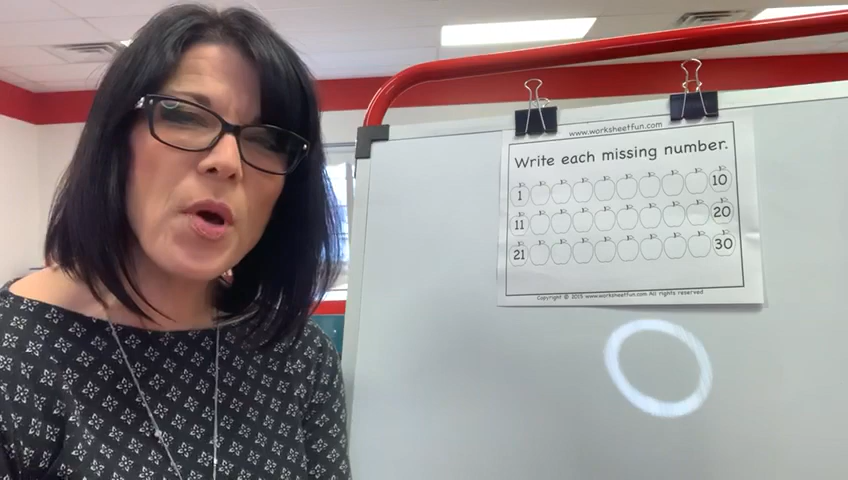 www.worksheetfun.com
Write each missing number.
1 10
11 20
21 30
Copyright © 2013 www.worksheetfun.com All rights reserved